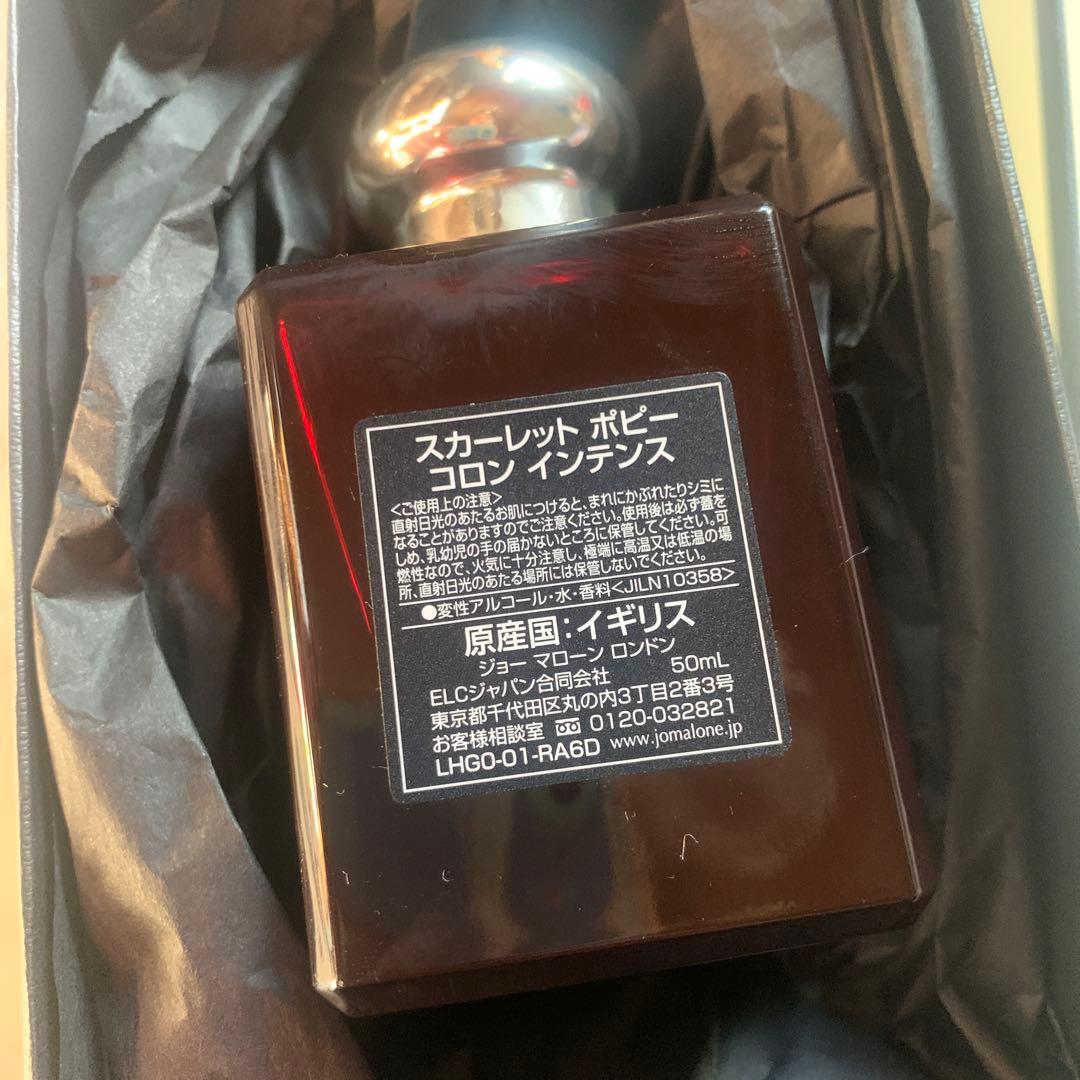 スカーレット ポピー
コロン インテンス
<ご使用上の注意>
直射日光のあたるお肌につけると、まれにかぶれたりシミに
なることがありますのでご注意ください。使用後は必ず蓋を
しめ、乳幼児の手の届かないところに保管してください。可
燃性なので、火気に十分注意し、極端に高温又は低温の場
所、直射日光のあたる場所には保管しないでください。
●変性アルコール・水・香料<JILN10358>
原産国:イギリス
ジョー マローン ロンドン
50mL
ELCジャパン合同会社
東京都千代田区丸の内3丁目2番3号
お客様相談室 0120-032821
LHG0-01-RA6D www.jomalone.jp